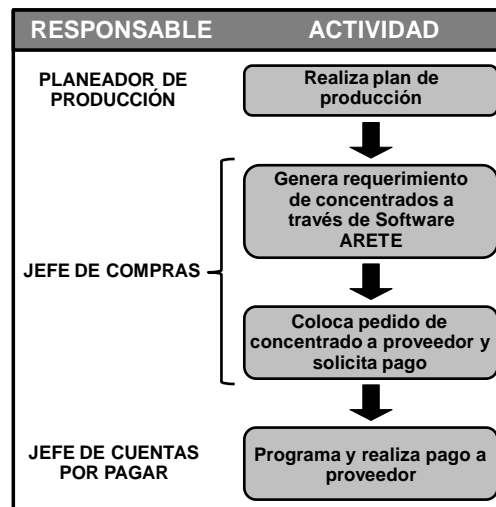 RESPONSABLE ACTIVIDAD
PLANEADOR DE
PRODUCCIÓN
Realiza plan de
producción
JEFE DE COMPRAS
Genera requerimiento
de concentrados a
través de Software
ARETE
Coloca pedido de
concentrado a proveedor y
solicita pago
JEFE DE CUENTAS
POR PAGAR
Programa y realiza pago a
proveedor